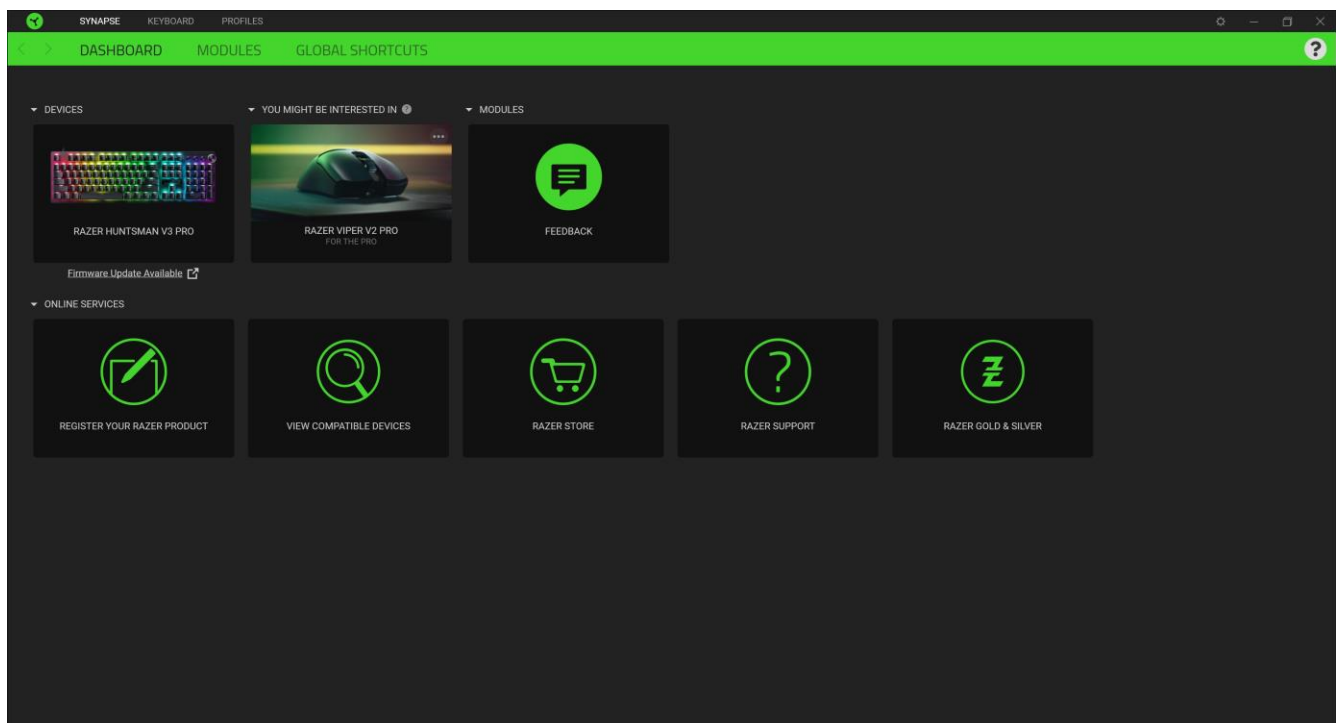 SYNAPSE KEYBOARD PROFILES
DASHBOARD MODULES GLOBAL SHORTCUTS
?
DEVICES
YOU MIGHT BE INTERESTED IN ?
MODULES
RAZER HUNTSMAN V3 PRO
RAZER VIPER V2 PRO
FOR THE PRO
FEEDBACK
Firmware Update Available
ONLINE SERVICES
REGISTER YOUR RAZER PRODUCT
VIEW COMPATIBLE DEVICES
RAZER STORE
RAZER SUPPORT
RAZER GOLD & SILVER